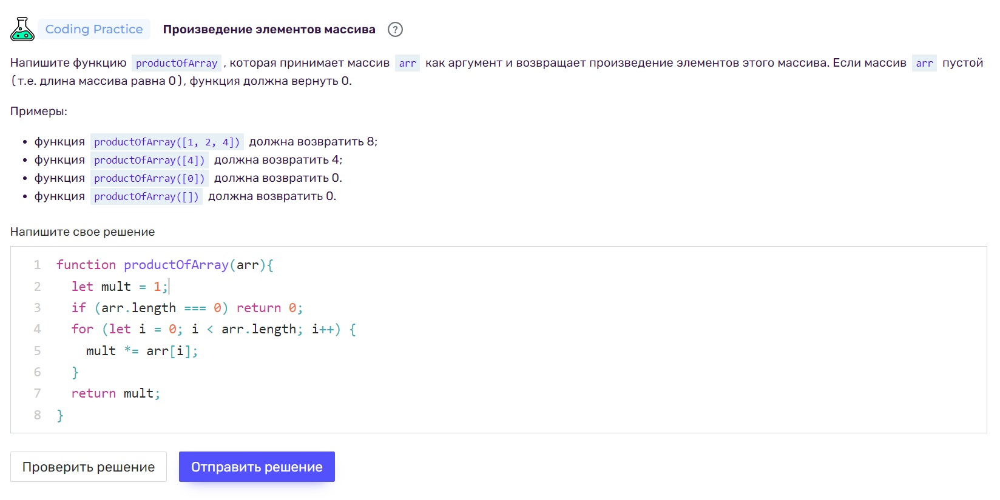 Coding Practice Произведение элементов массива ?
Напишите функцию productOfArray , которая принимает массив arr как аргумент и возвращает произведение элементов этого массива. Если массив arr пустой
(т.е. длина массива равна 0), функция должна вернуть 0.
Примеры:
• функция productOfArray([1, 2, 4]) должна возвратить 8;
• функция productOfArray([4]) должна возвратить 4;
• функция productOfArray([0]) должна возвратить 0.
• функция productOfArray([]) должна возвратить 0.
Напишите свое решение
1 function productOfArray(arr){
2   let mult = 1;
3   if (arr.length === 0) return 0;
4   for (let i = 0; i < arr.length; i++) {
5     mult *= arr[i];
6   }
7   return mult;
8 }
Проверить решение Отправить решение